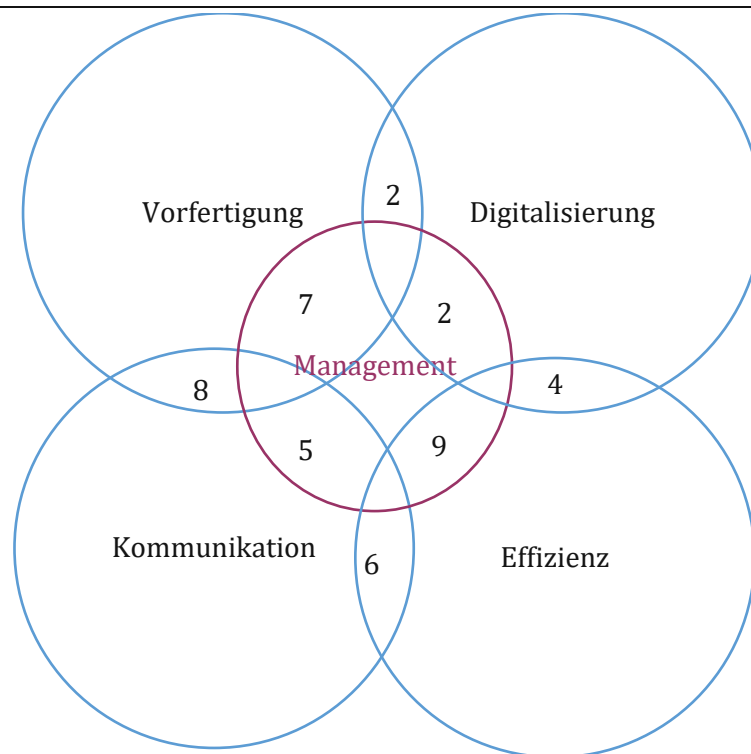 2
Vorfertigung
Digitalisierung
7
2
Management
8
4
5
9
Kommunikation
6
Effizienz